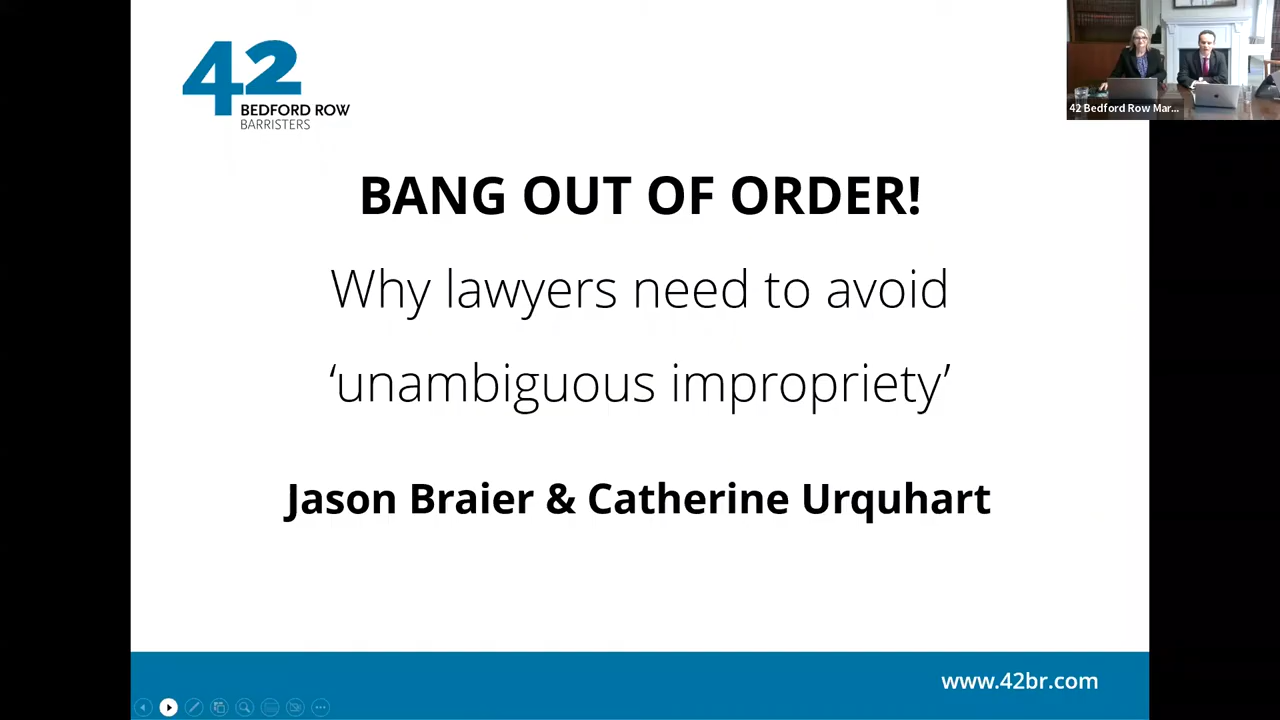 42
BEDFORD ROW
BARRISTERS
42 Bedford Row Mar...
BANG OUT OF ORDER!
Why lawyers need to avoid
‘unambiguous impropriety’
Jason Braier & Catherine Urquhart
www.42br.com